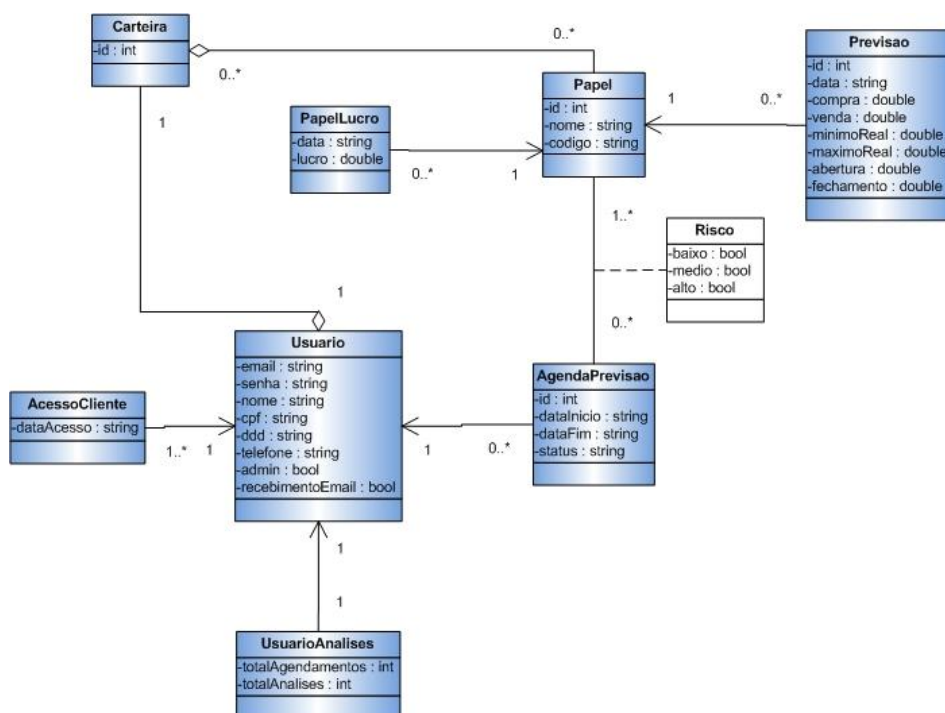 Carteira
-id : int
0..*
0..*
1
Previsao
-id : int
-data : string
-compra : double
-venda : double
-minimoReal : double
-maximoReal : double
-abertura : double
-fechamento : double
Papel
-id : int
-nome : string
-codigo : string
1
0..*
PapelLucro
-data : string
-lucro : double
0..*
1
1..*
Risco
-baixo : bool
-medio : bool
-alto : bool
0..*
1
Usuario
-email : string
-senha : string
-nome : string
-cpf : string
-ddd : string
-telefone : string
-admin : bool
-recebimentoEmail : bool
AgendaPrevisao
-id : int
-dataInicio : string
-dataFim : string
-status : string
AcessoCliente
-dataAcesso : string
1..*
1
1
0..*
1
1
UsuarioAnalises
-totalAgendamentos : int
-totalAnalises : int